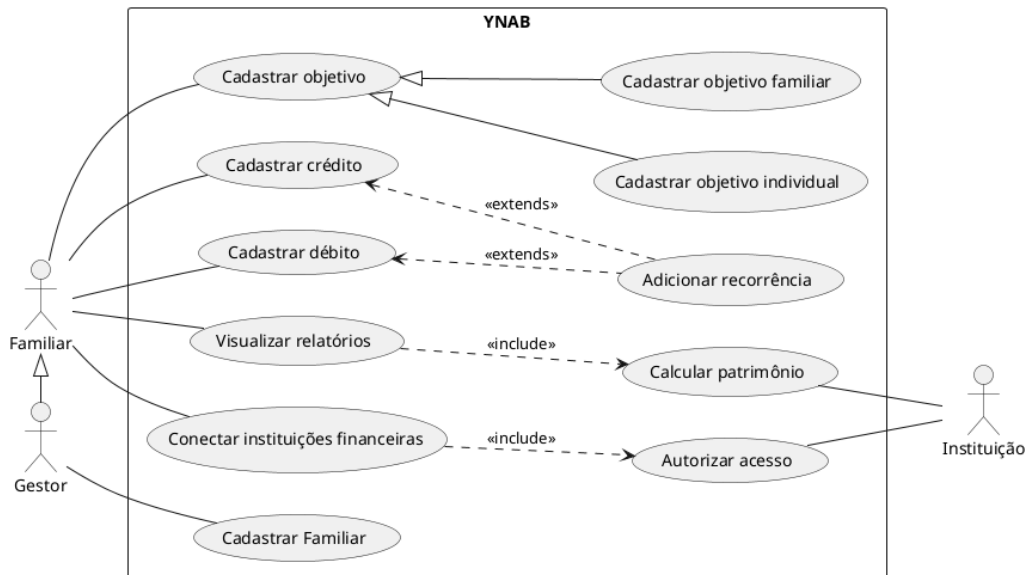 YNAB
Cadastrar objetivo
Cadastrar objetivo familiar
Cadastrar crédito
Cadastrar objetivo individual
«extends»
Cadastrar débito
«extends»
Adicionar recorrência
Familiar
Visualizar relatórios
«include»
Calcular patrimônio
Conectar instituições financeiras
«include»
Autorizar acesso
Instituição
Gestor
Cadastrar Familiar